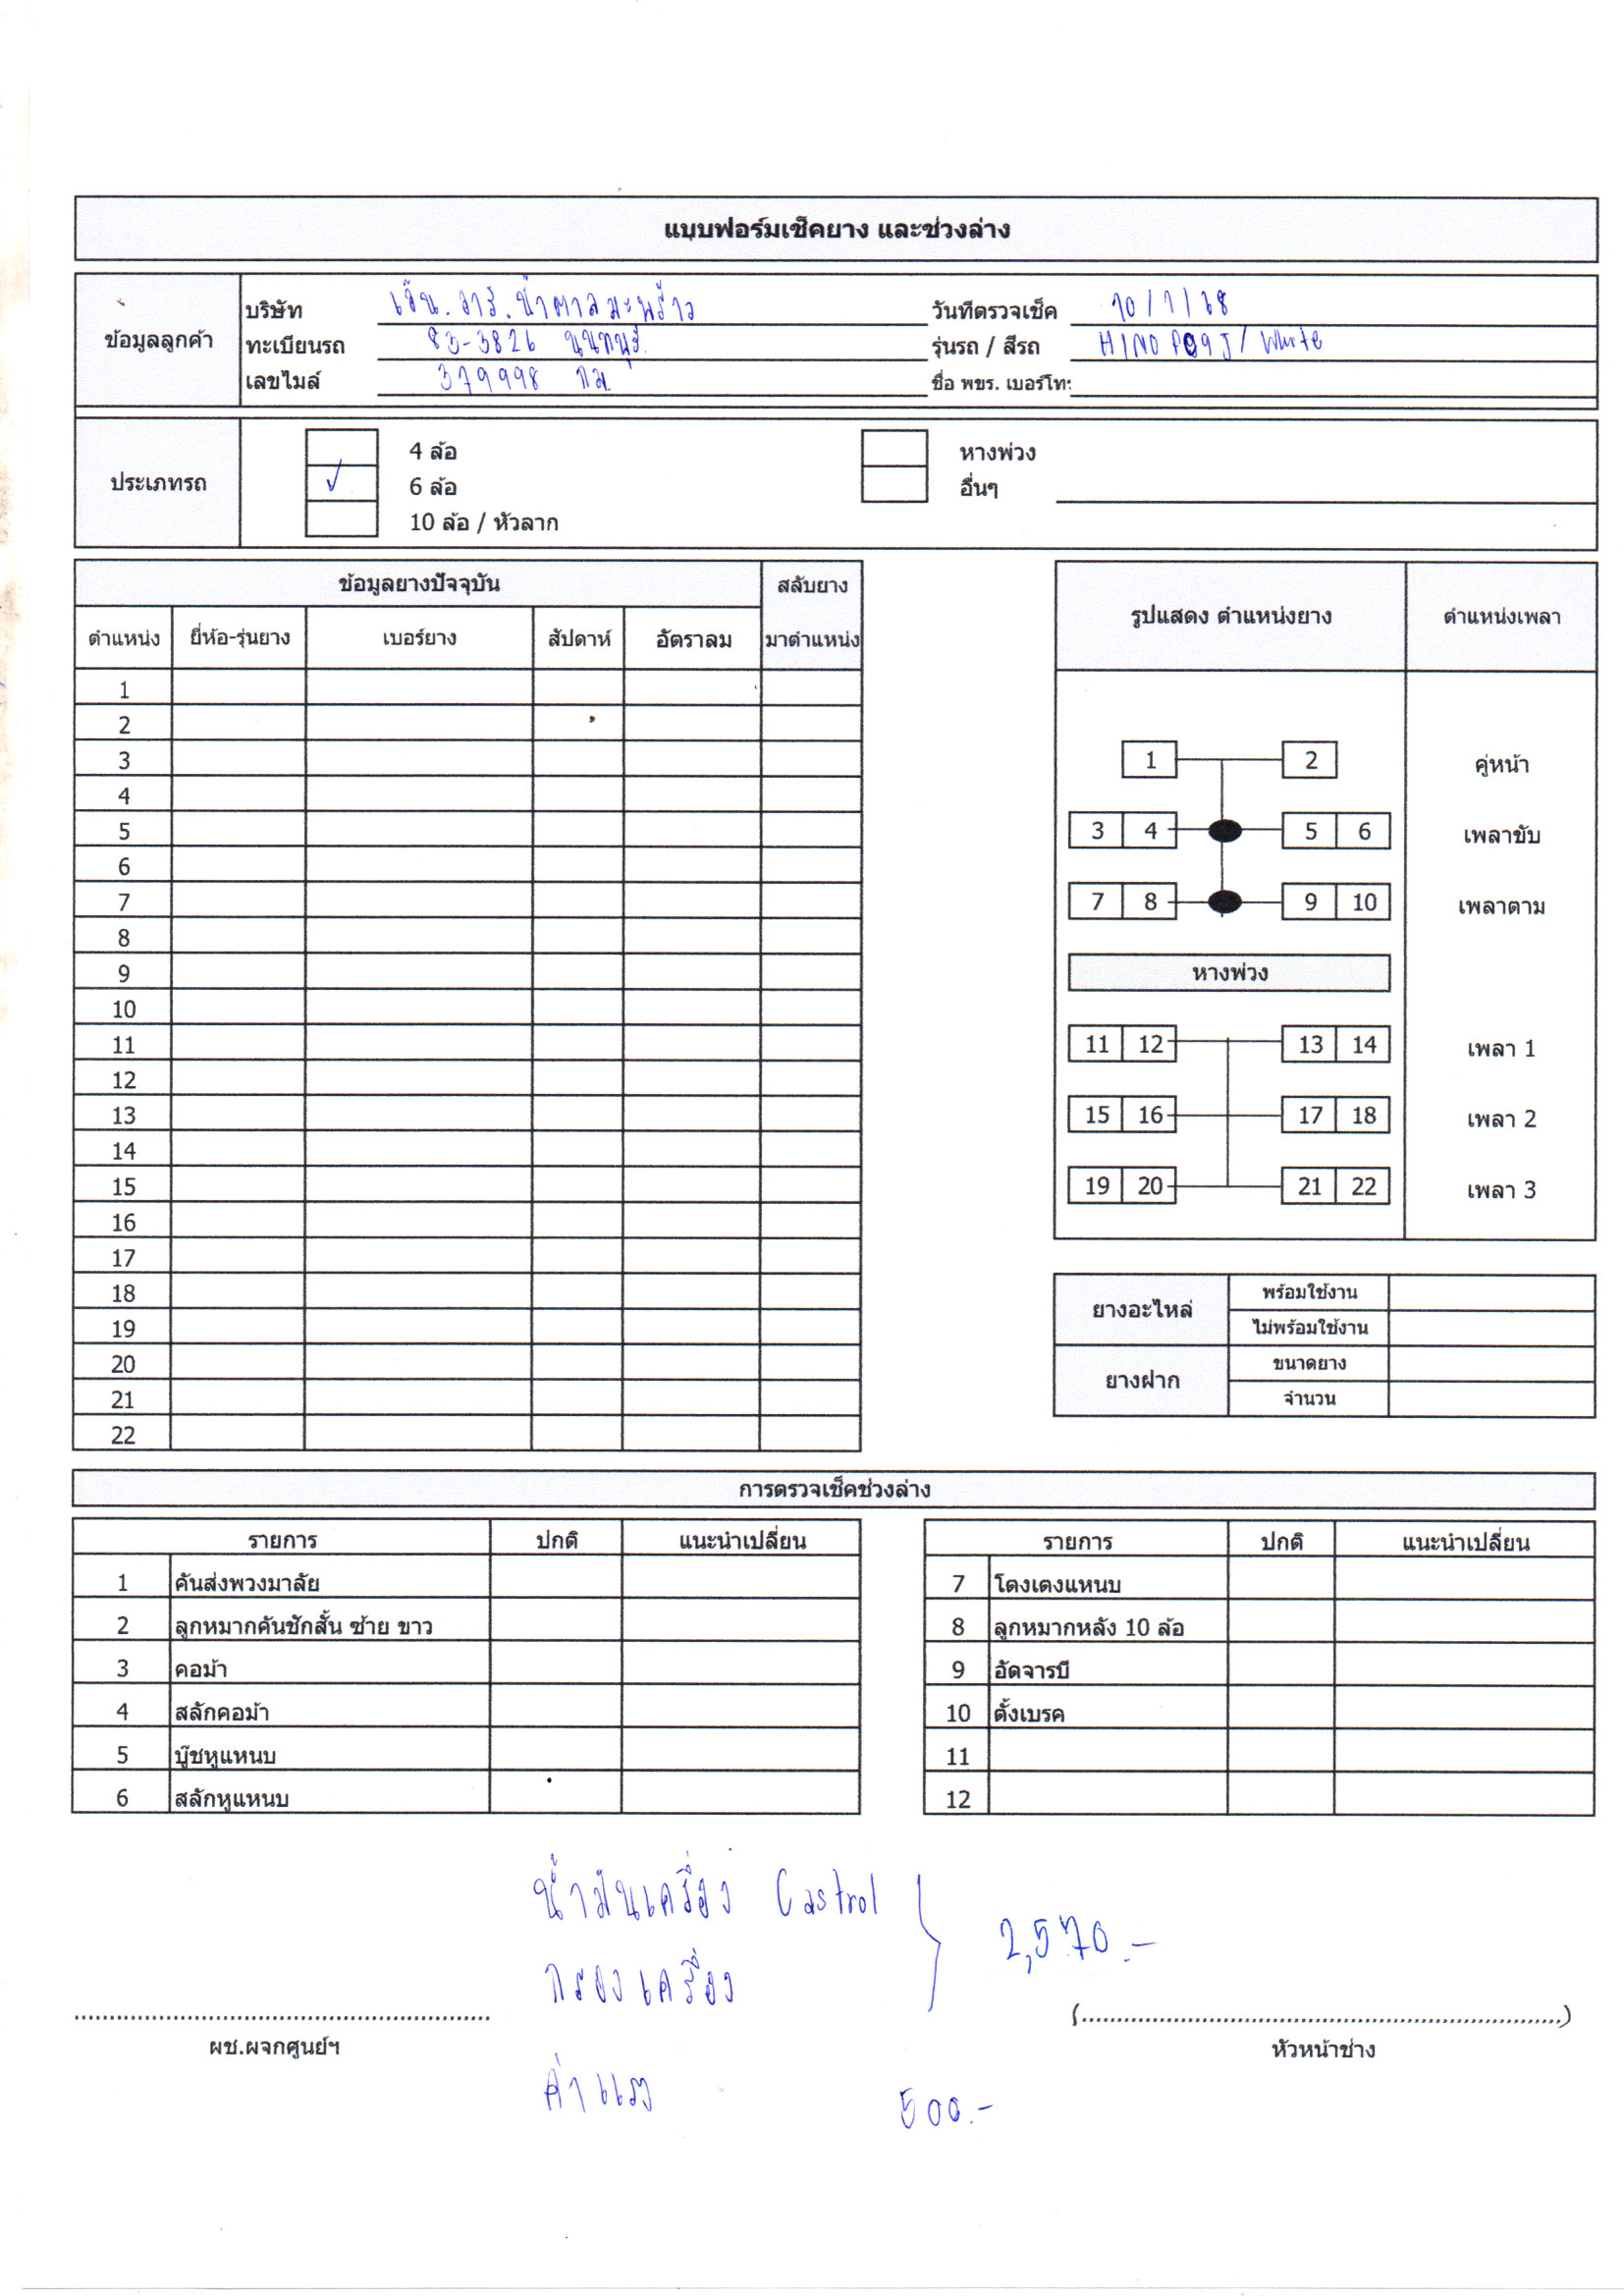 แบบฟอร์มเช็คยาง และช่วงล่าง
ข้อมูลลูกค้า
บริษัท เอ็น.อาร์.น้ำตาลมะพร้าว วันที่ตรวจเช็ค 10/1/68
ทะเบียนรถ 83-3826 นนทบุรี รุ่นรถ / สีรถ HINO P09J / White
เลขไมล์ 379998 กม. ชื่อ พขร. เบอร์โทร
ประเภทรถ
4 ล้อ หางพ่วง
✓ 6 ล้อ อื่นๆ
10 ล้อ / หัวลาก
ข้อมูลยางปัจจุบัน สลับยาง
ตำแหน่ง ยี่ห้อ-รุ่นยาง เบอร์ยาง สัปดาห์ อัตราลม มาตำแหน่ง
1
2
3
4
5
6
7
8
9
10
11
12
13
14
15
16
17
18
19
20
21
22
รูปแสดง ตำแหน่งยาง ตำแหน่งเพลา
1 2 คู่หน้า
3 4 5 6 เพลาขับ
7 8 9 10 เพลาตาม
หางพ่วง
11 12 13 14 เพลา 1
15 16 17 18 เพลา 2
19 20 21 22 เพลา 3
ยางอะไหล่ พร้อมใช้งาน
ไม่พร้อมใช้งาน
ยางฝาก ขนาดยาง
จำนวน
การตรวจเช็คช่วงล่าง
รายการ ปกติ แนะนำเปลี่ยน รายการ ปกติ แนะนำเปลี่ยน
1 คันส่งพวงมาลัย 7 โตงเตงแหนบ
2 ลูกหมากคันชักสั้น ซ้าย ขาว 8 ลูกหมากหลัง 10 ล้อ
3 คอม้า 9 อัดจารบี
4 สลักคอม้า 10 ตั้งเบรค
5 บู๊ชหูแหนบ 11
6 สลักหูแหนบ 12
น้ำมันเครื่อง Castrol
กรองเครื่อง 2,570.-
(..........)
ผช.ผจกศูนย์ฯ หัวหน้าช่าง
ค่าแรง 500.-